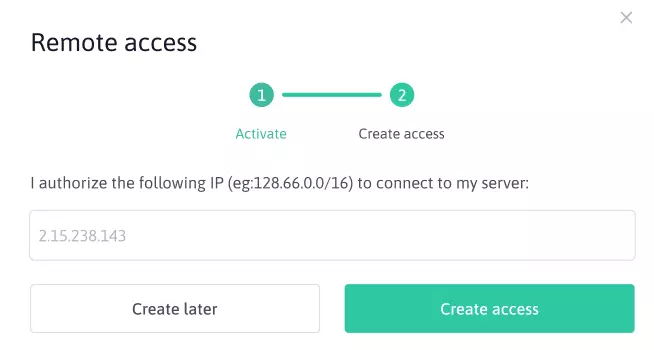 Remote access
1
2
Activate
Create access
I authorize the following IP (eg:128.66.0.0/16) to connect to my server:
2.15.238.143
Create later
Create access